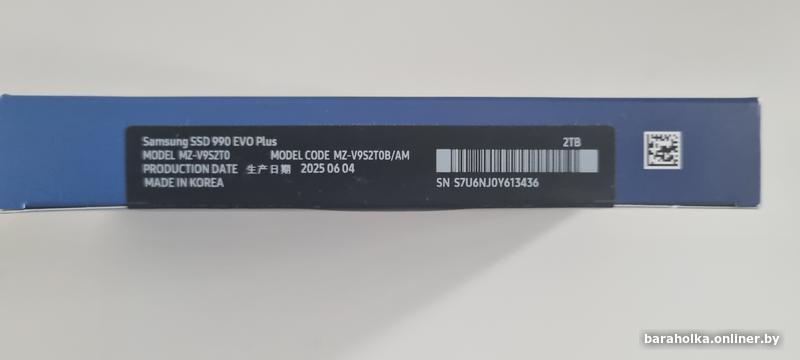 Samsung SSD 990 EVO Plus
2TB
MODEL MZ-V9S2T0 MODEL CODE MZ-V9S2T0B/AM
PRODUCTION DATE 生产日期 2025 06 04
MADE IN KOREA
SN S7U6NJ0Y613436
baraholka.onliner.by